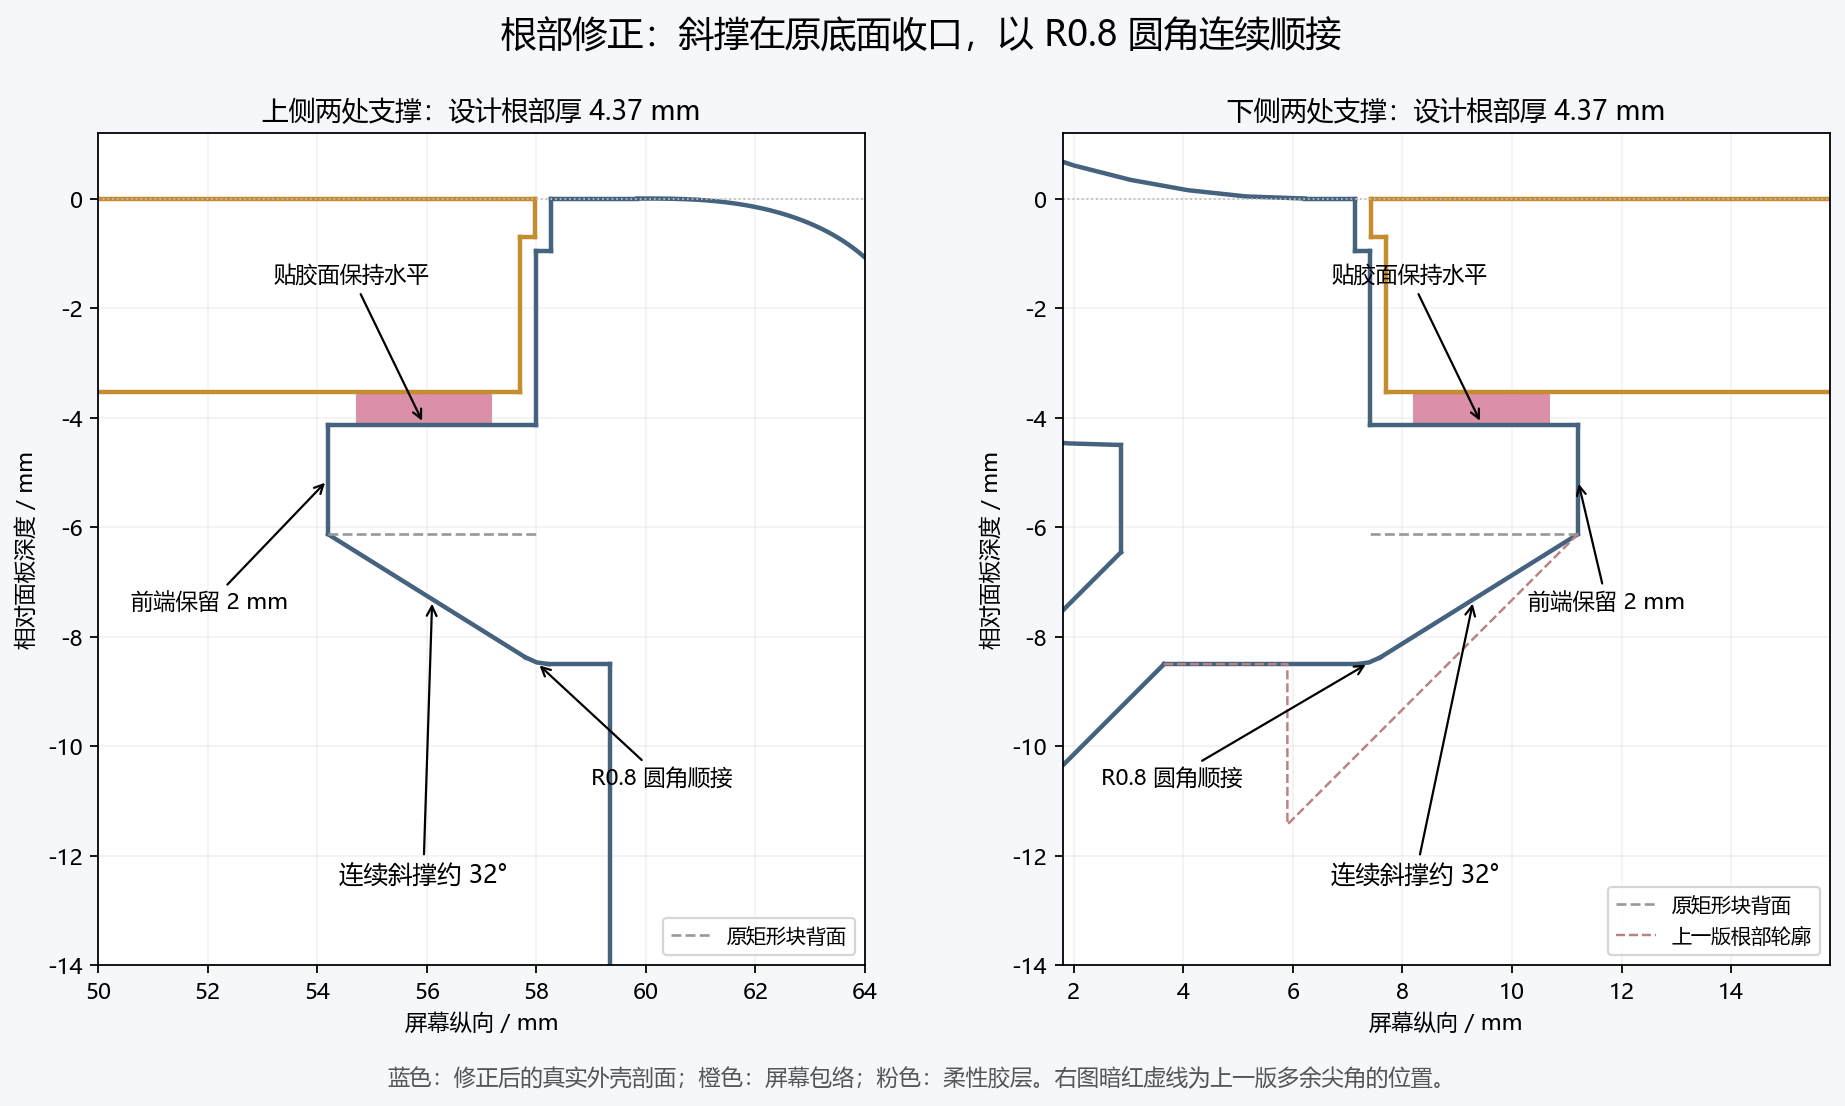 根部修正：斜撑在原底面收口，以 R0.8 圆角连续顺接
上侧两处支撑：设计根部厚 4.37 mm
0
-2
-4
-6
-8
-10
-12
-14
50 52 54 56 58 60 62 64
相对面板深度 / mm
屏幕纵向 / mm
贴胶面保持水平
前端保留 2 mm
R0.8 圆角顺接
连续斜撑约 32°
原矩形块背面
下侧两处支撑：设计根部厚 4.37 mm
0
-2
-4
-6
-8
-10
-12
-14
2 4 6 8 10 12 14
相对面板深度 / mm
屏幕纵向 / mm
贴胶面保持水平
前端保留 2 mm
R0.8 圆角顺接
连续斜撑约 32°
原矩形块背面
上一版根部轮廓
蓝色：修正后的真实外壳剖面；橙色：屏幕包络；粉色：柔性胶层。右图暗红虚线为上一版多余尖角的位置。